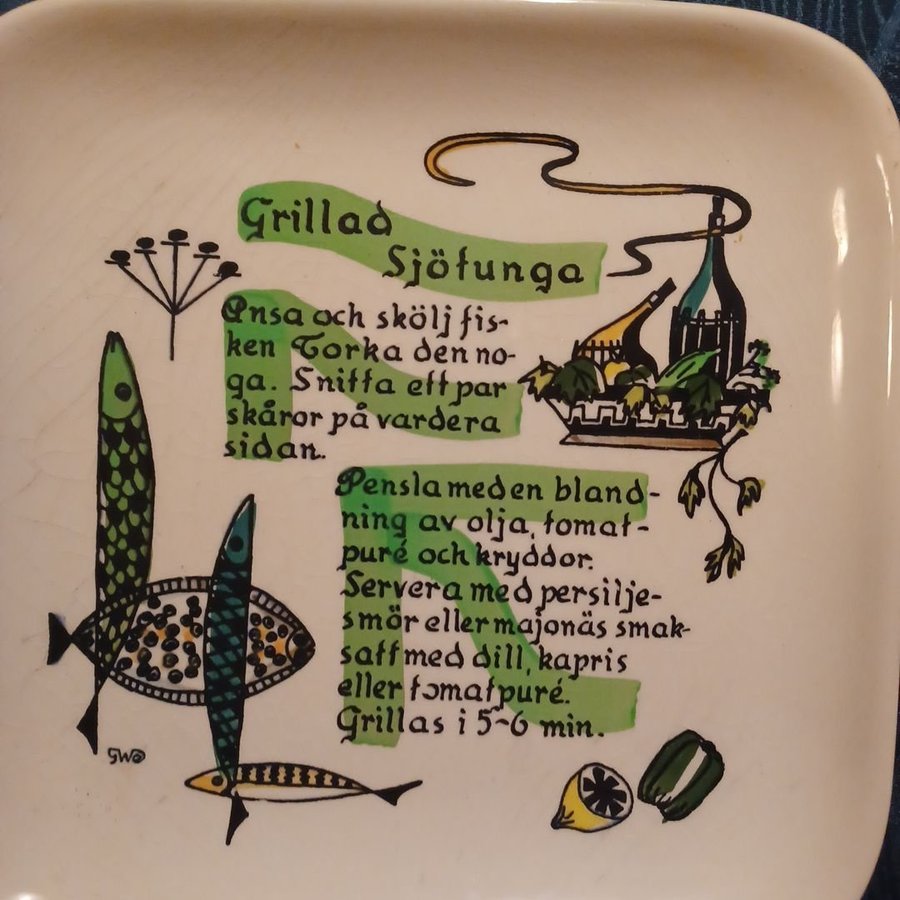 Grillad
Sjötunga
Ansa och skölj fis-
ken Torka den no-
ga. Snitta ett par
skåror på vardera
sidan.
Pensla med en bland-
ning av olja, tomat-
puré och kryddor.
Servera med persilje-
smör eller majonäs smak-
satt med dill, kapris
eller tomatpuré.
Grillas i 5-6 min.
GW